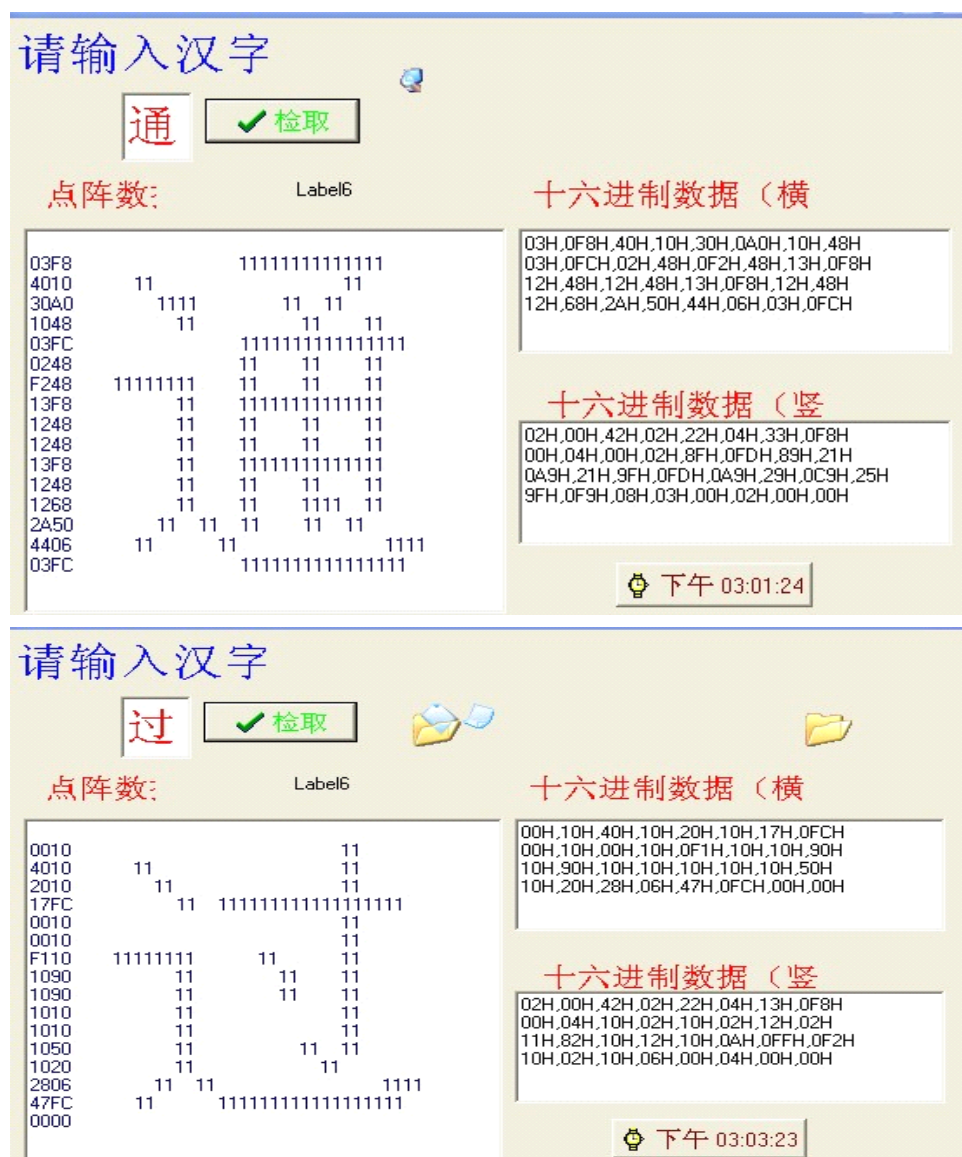 请输入汉字
通 检取
点阵数 Label6 十六进制数据（横
03F8 11111111111111
4010 11 11
30A0 1111 11 11
1048 11 11 11
03FC 1111111111111111
0248 11 11 11
F248 11111111 11 11 11
13F8 11 11111111111111
1248 11 11 11 11
1248 11 11 11 11
13F8 11 11111111111111
1248 11 11 11 11
1268 11 11 1111 11
2A50 11 11 11 11 11
4406 11 11 1111
03FC 1111111111111111
03H,0F8H,40H,10H,30H,0A0H,10H,48H
03H,0FCH,02H,48H,0F2H,48H,13H,0F8H
12H,48H,12H,48H,13H,0F8H,12H,48H
12H,68H,2AH,50H,44H,06H,03H,0FCH
十六进制数据（竖
02H,00H,42H,02H,22H,04H,33H,0F8H
00H,04H,00H,02H,8FH,0FDH,89H,21H
0A9H,21H,9FH,0FDH,0A9H,29H,0C9H,25H
9FH,0F9H,08H,03H,00H,02H,00H,00H
下午 03:01:24
请输入汉字
过 检取
点阵数 Label6 十六进制数据（横
0010 11
4010 11 11
2010 11 11
17FC 11 111111111111111111
0010 11
0010 11
F110 11111111 11 11
1090 11 11 11
1090 11 11 11
1010 11 11
1010 11 11
1050 11 11 11
1020 11 11
2806 11 11 1111
47FC 11 111111111111111111
0000
00H,10H,40H,10H,20H,10H,17H,0FCH
00H,10H,00H,10H,0F1H,10H,10H,90H
10H,90H,10H,10H,10H,10H,10H,50H
10H,20H,28H,06H,47H,0FCH,00H,00H
十六进制数据（竖
02H,00H,42H,02H,22H,04H,13H,0F8H
00H,04H,10H,02H,10H,02H,12H,02H
11H,82H,10H,12H,10H,0AH,0FFH,0F2H
10H,02H,10H,06H,00H,04H,00H,00H
下午 03:03:23